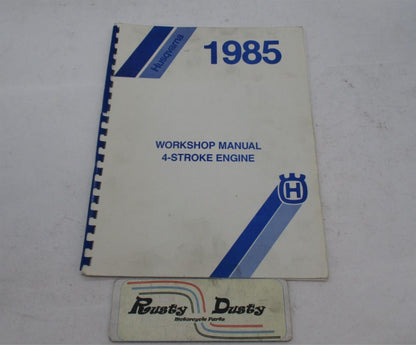 Husqvarna
1985
WORKSHOP MANUAL
4-STROKE ENGINE
H
Rusty Dusty
Motorcycle Parts